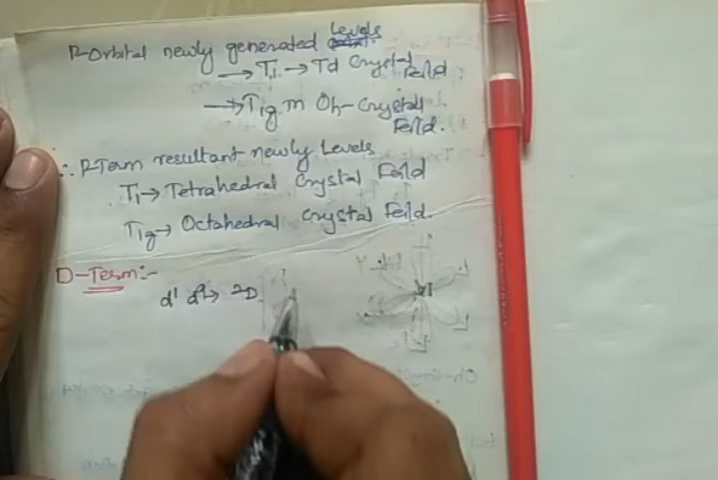 P-Orbital newly generated Levels
→ T1 → Td Crystal Feild
→ T1g in Oh-Crystal Feild.
∴ P-Term resultant newly Levels
T1 → Tetrahedral Crystal Feild
T1g → Octahedral Crystal Feild.
D-Term:-
d¹ d⁹ → ²D